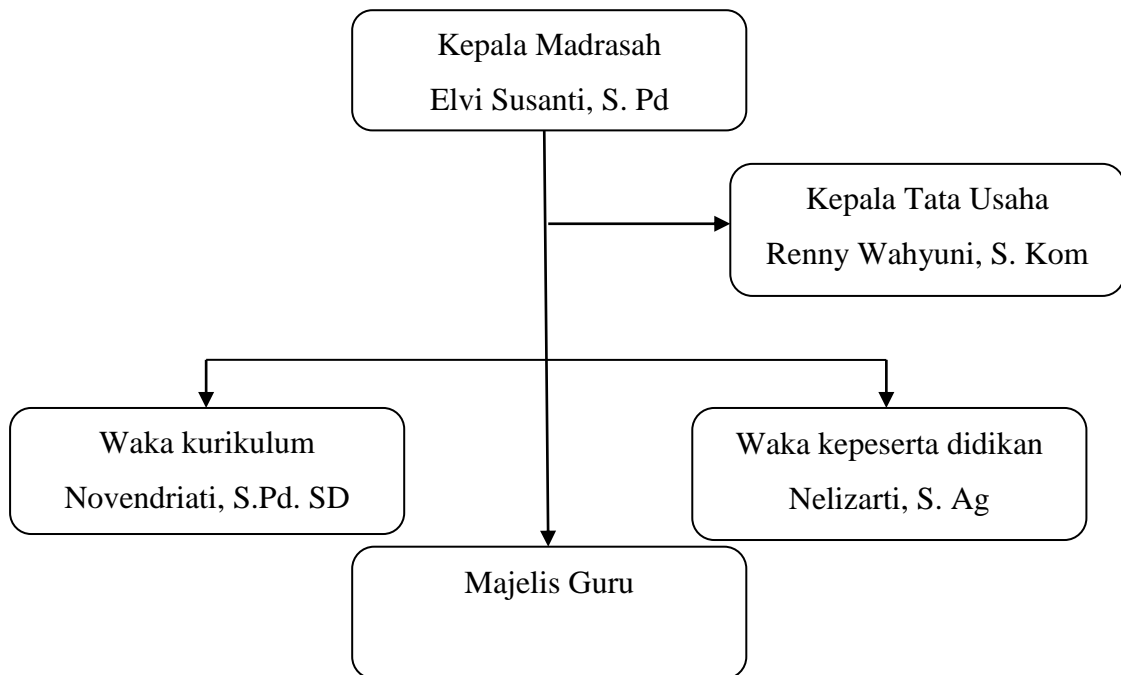 Kepala Madrasah
Elvi Susanti, S. Pd
Kepala Tata Usaha
Renny Wahyuni, S. Kom
Waka kurikulum
Novendriati, S.Pd. SD
Waka kepeserta didikan
Nelizarti, S. Ag
Majelis Guru